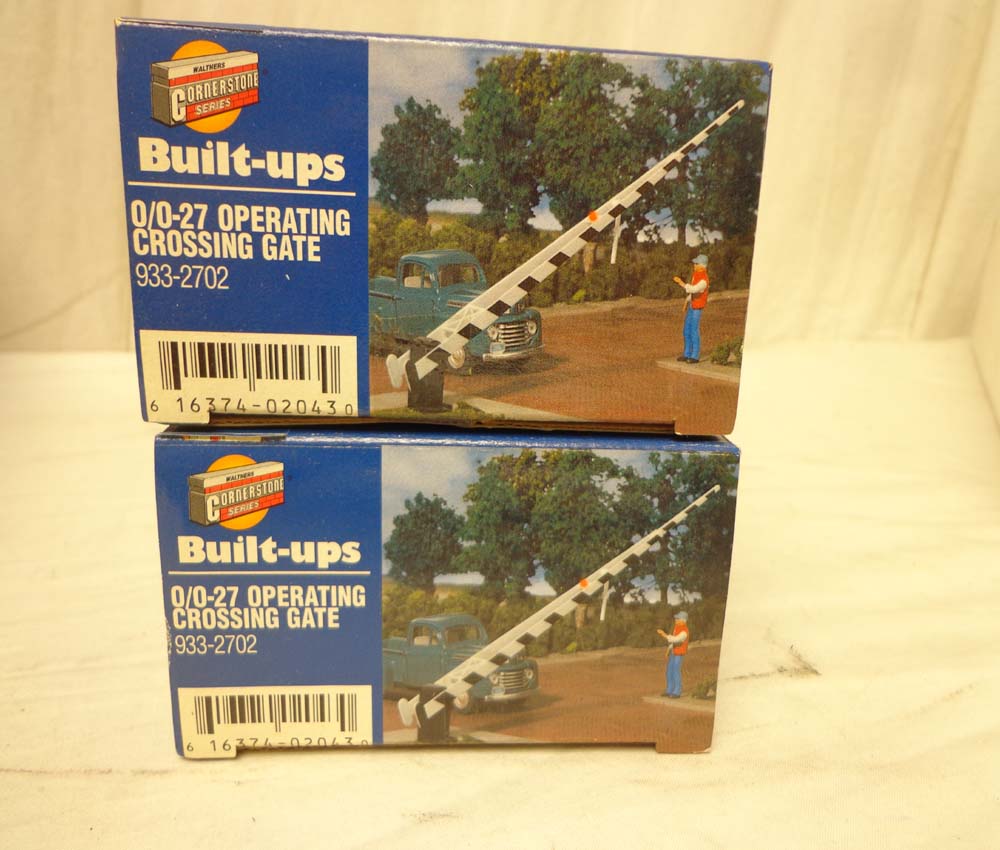 WALTHERS
CORNERSTONE
SERIES
Built-ups
O/O-27 OPERATING
CROSSING GATE
933-2702
6 16374-02043 0
WALTHERS
CORNERSTONE
SERIES
Built-ups
O/O-27 OPERATING
CROSSING GATE
933-2702
6 16374-02043 0